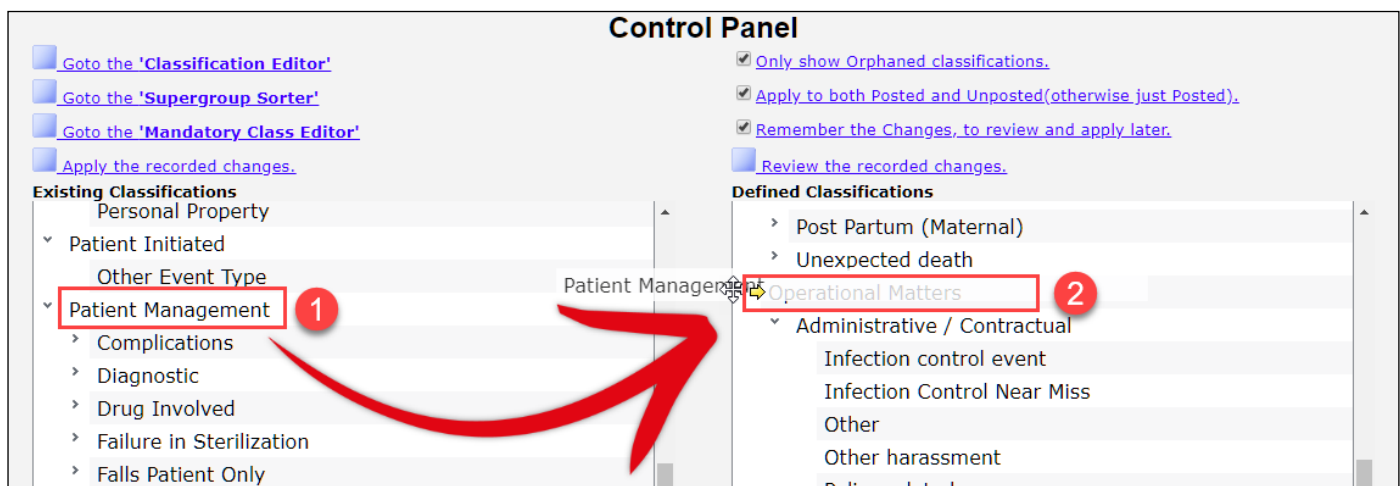 Control Panel
Goto the 'Classification Editor'
Goto the 'Supergroup Sorter'
Goto the 'Mandatory Class Editor'
Apply the recorded changes.
Only show Orphaned classifications.
Apply to both Posted and Unposted(otherwise just Posted).
Remember the Changes, to review and apply later.
Review the recorded changes.
Existing Classifications
Personal Property
Patient Initiated
Other Event Type
Patient Management
1
Complications
Diagnostic
Drug Involved
Failure in Sterilization
Falls Patient Only
Patient Management
Defined Classifications
Post Partum (Maternal)
Unexpected death
Operational Matters
2
Administrative / Contractual
Infection control event
Infection Control Near Miss
Other
Other harassment